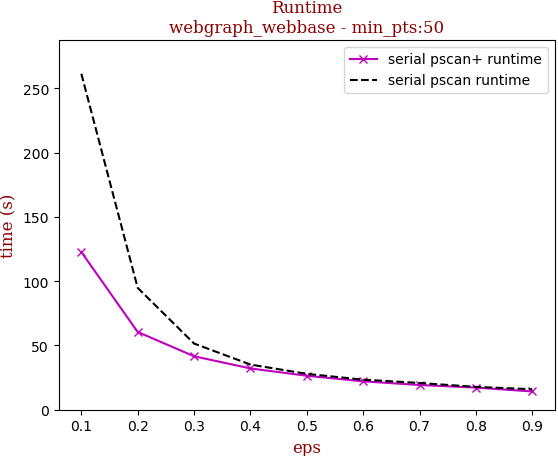 Runtime
webgraph_webbase - min_pts:50
serial pscan+ runtime
serial pscan runtime
time (s)
250
200
150
100
50
0
0.1 0.2 0.3 0.4 0.5 0.6 0.7 0.8 0.9
eps